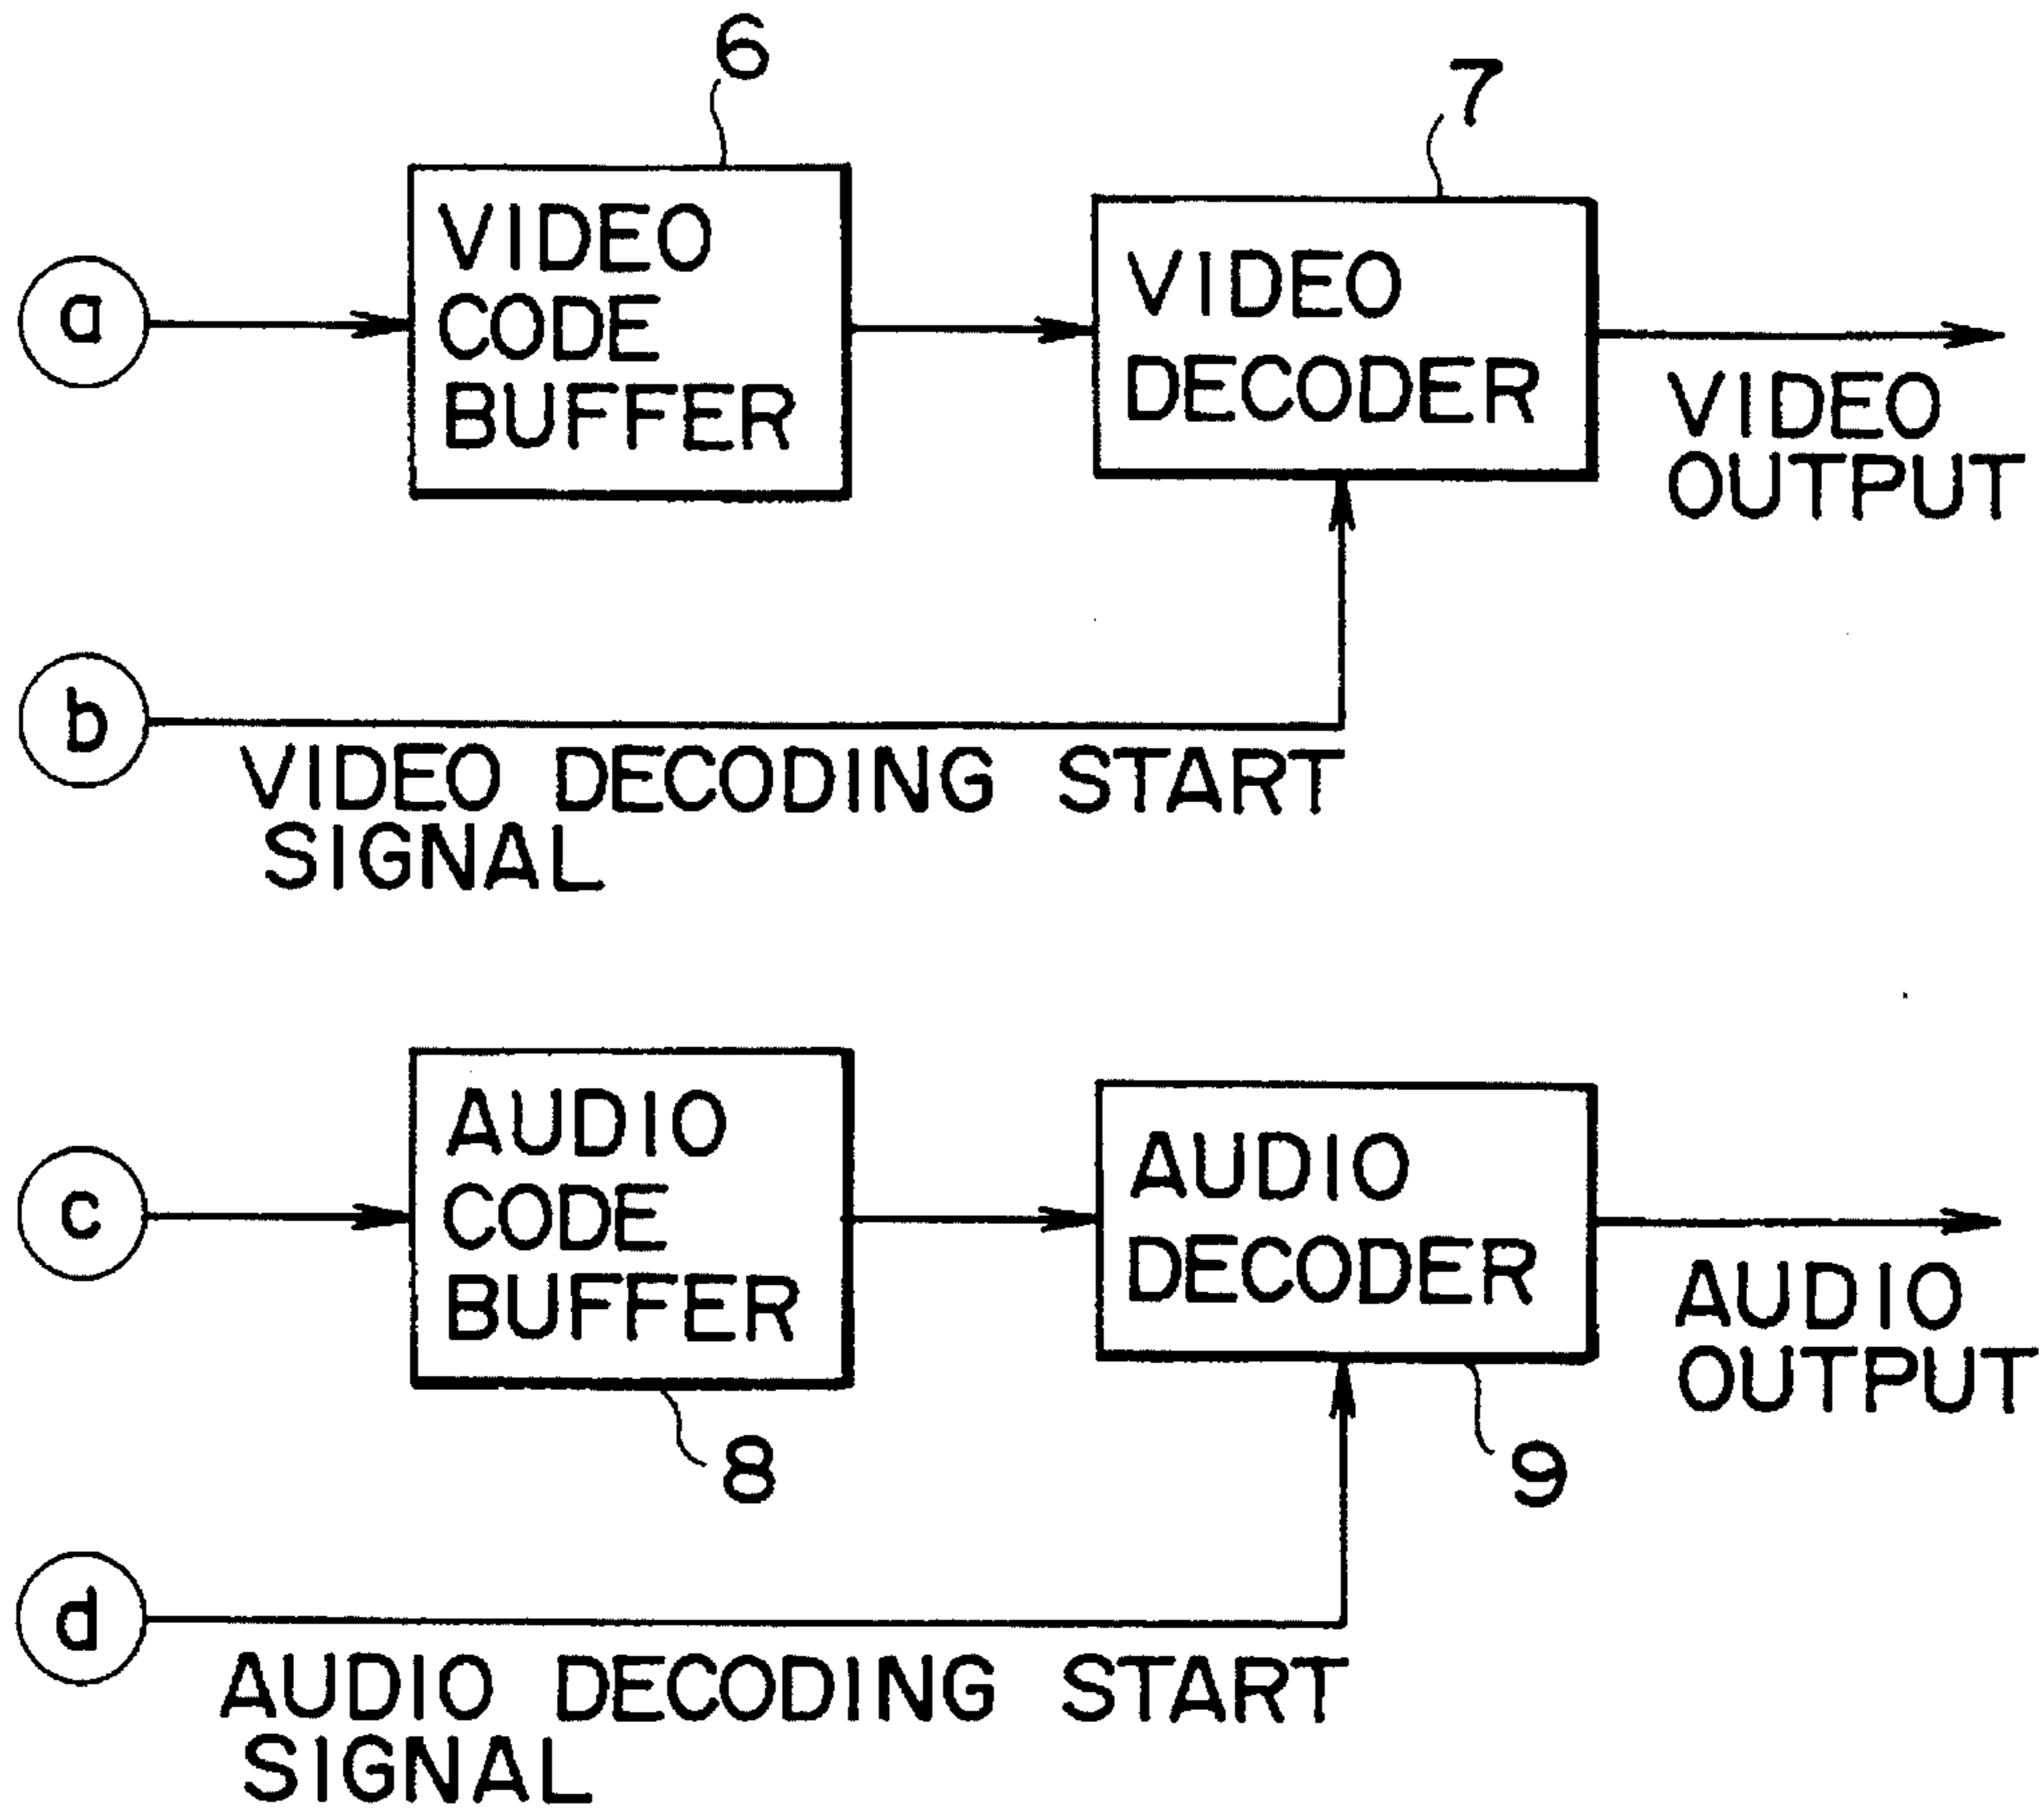 6
7
a
VIDEO
CODE
BUFFER
VIDEO
DECODER
VIDEO
OUTPUT
b
VIDEO DECODING START
SIGNAL
c
AUDIO
CODE
BUFFER
AUDIO
DECODER
AUDIO
OUTPUT
8
9
d
AUDIO DECODING START
SIGNAL